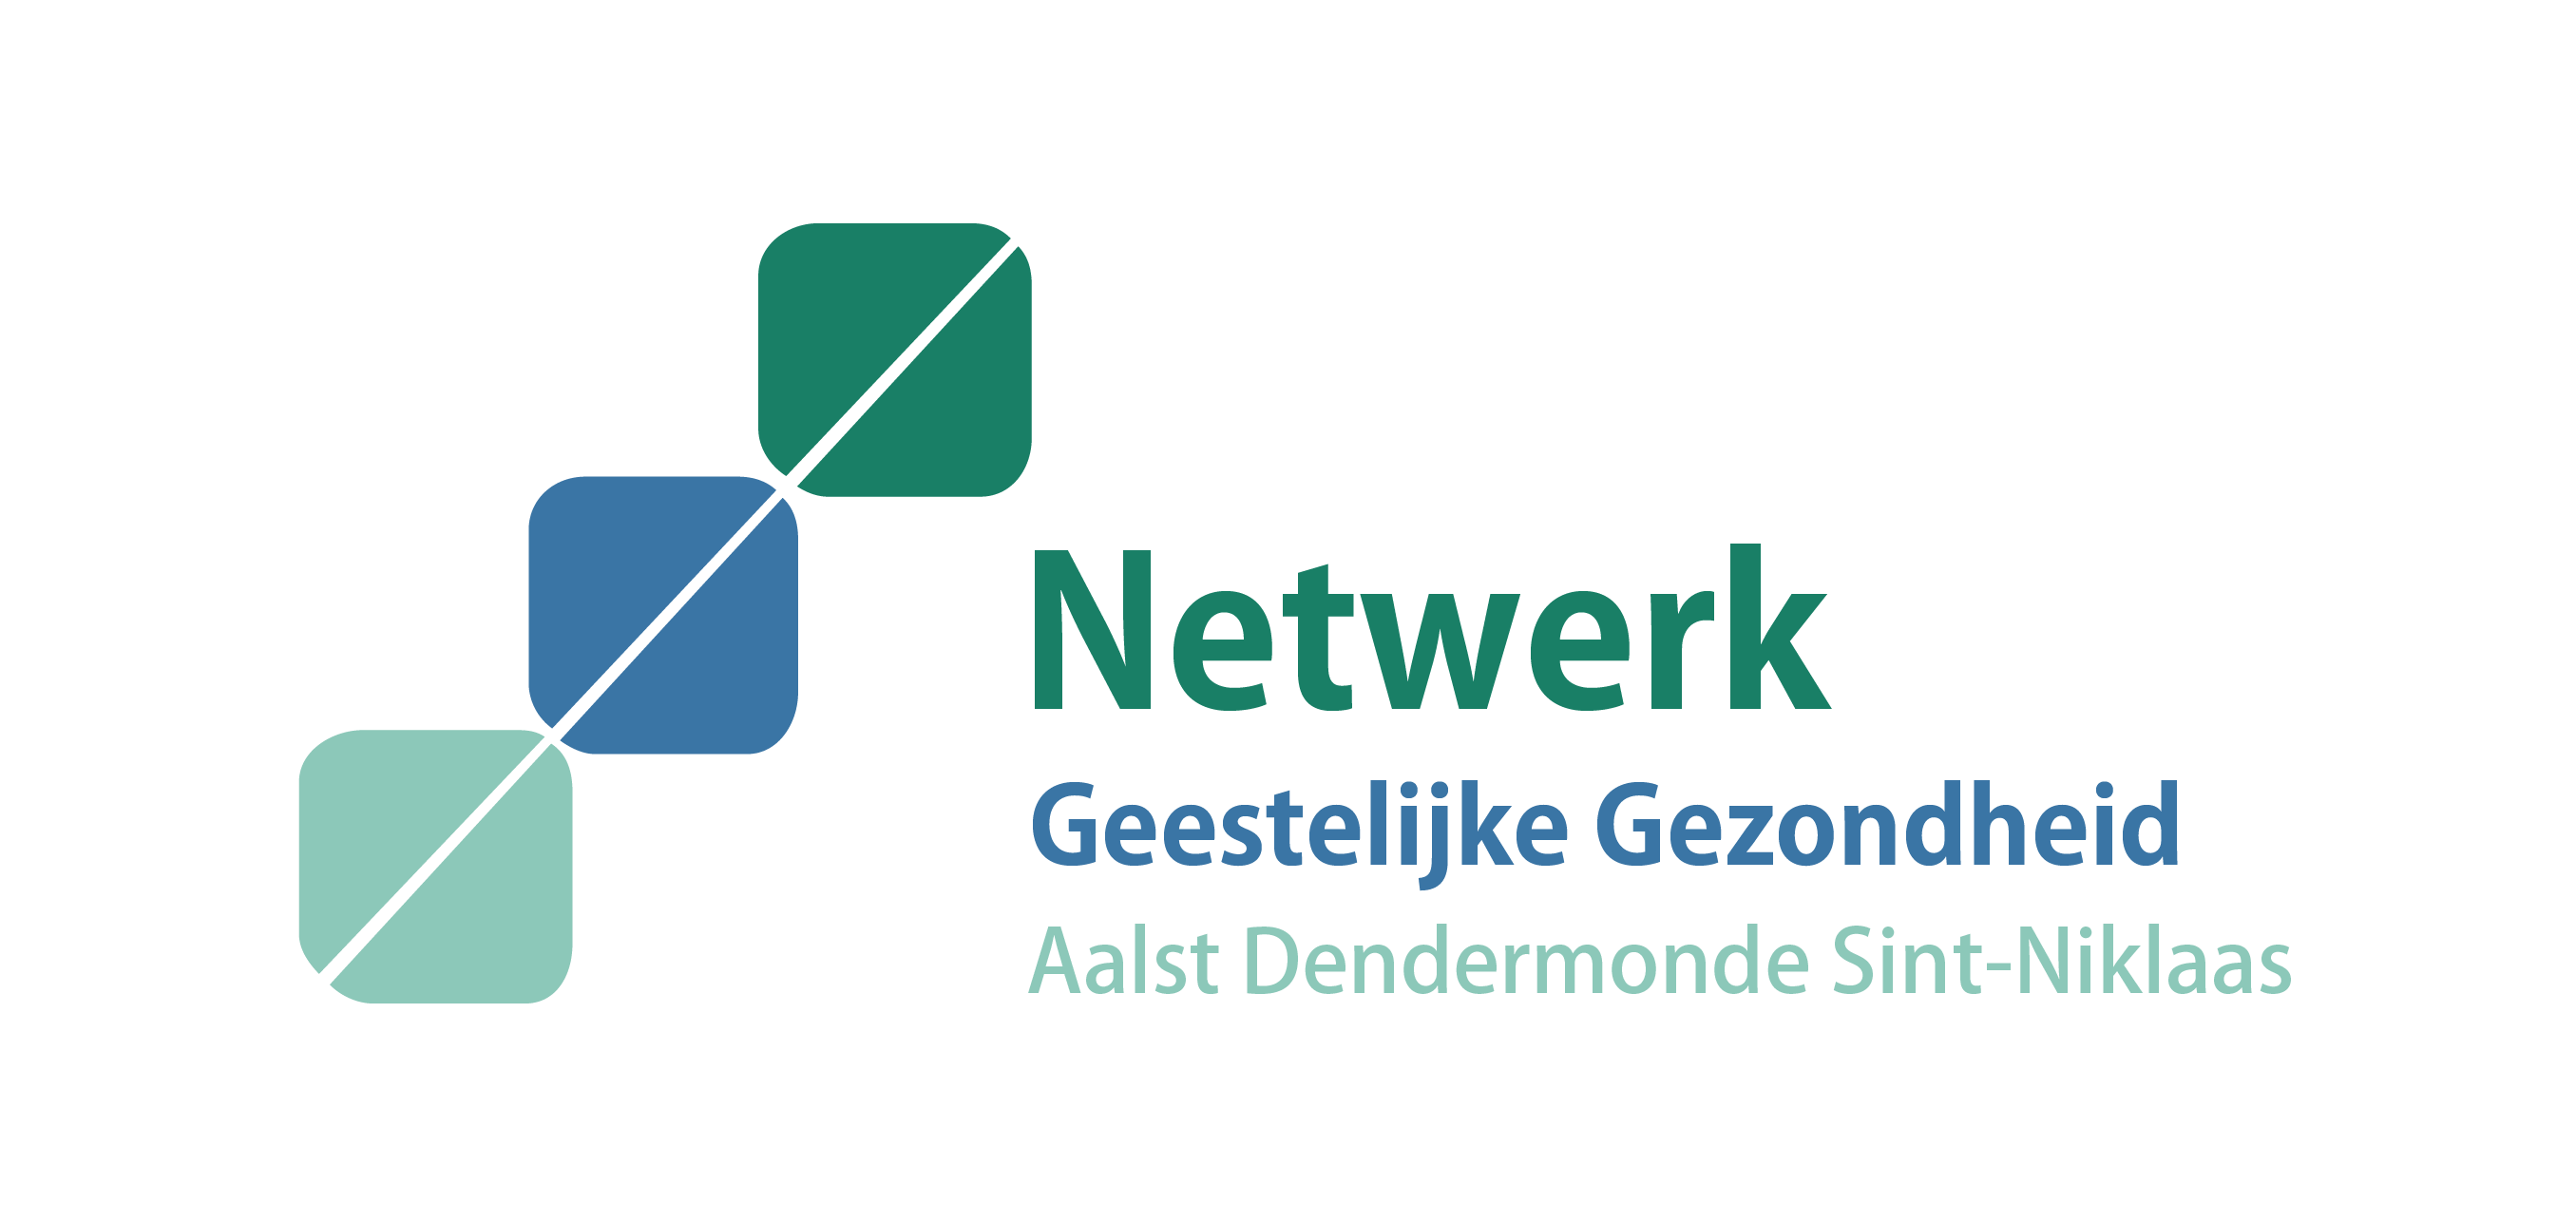 Netwerk
Geestelijke Gezondheid
Aalst Dendermonde Sint-Niklaas